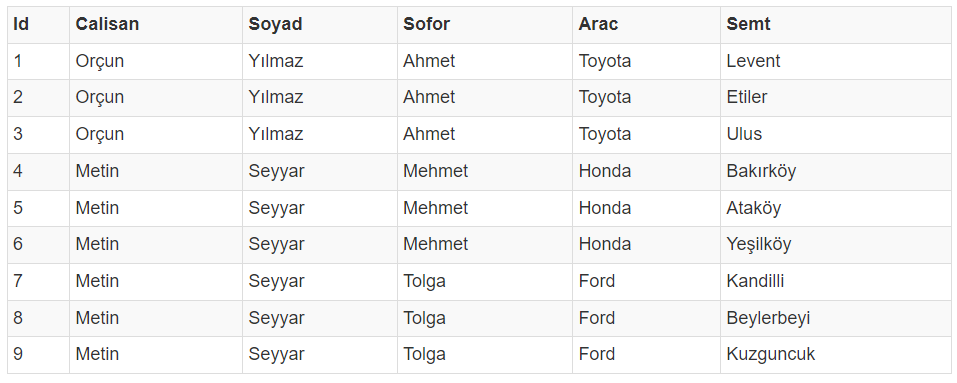 Id Calisan Soyad Sofor Arac Semt
1 Orçun Yılmaz Ahmet Toyota Levent
2 Orçun Yılmaz Ahmet Toyota Etiler
3 Orçun Yılmaz Ahmet Toyota Ulus
4 Metin Seyyar Mehmet Honda Bakırköy
5 Metin Seyyar Mehmet Honda Ataköy
6 Metin Seyyar Mehmet Honda Yeşilköy
7 Metin Seyyar Tolga Ford Kandilli
8 Metin Seyyar Tolga Ford Beylerbeyi
9 Metin Seyyar Tolga Ford Kuzguncuk